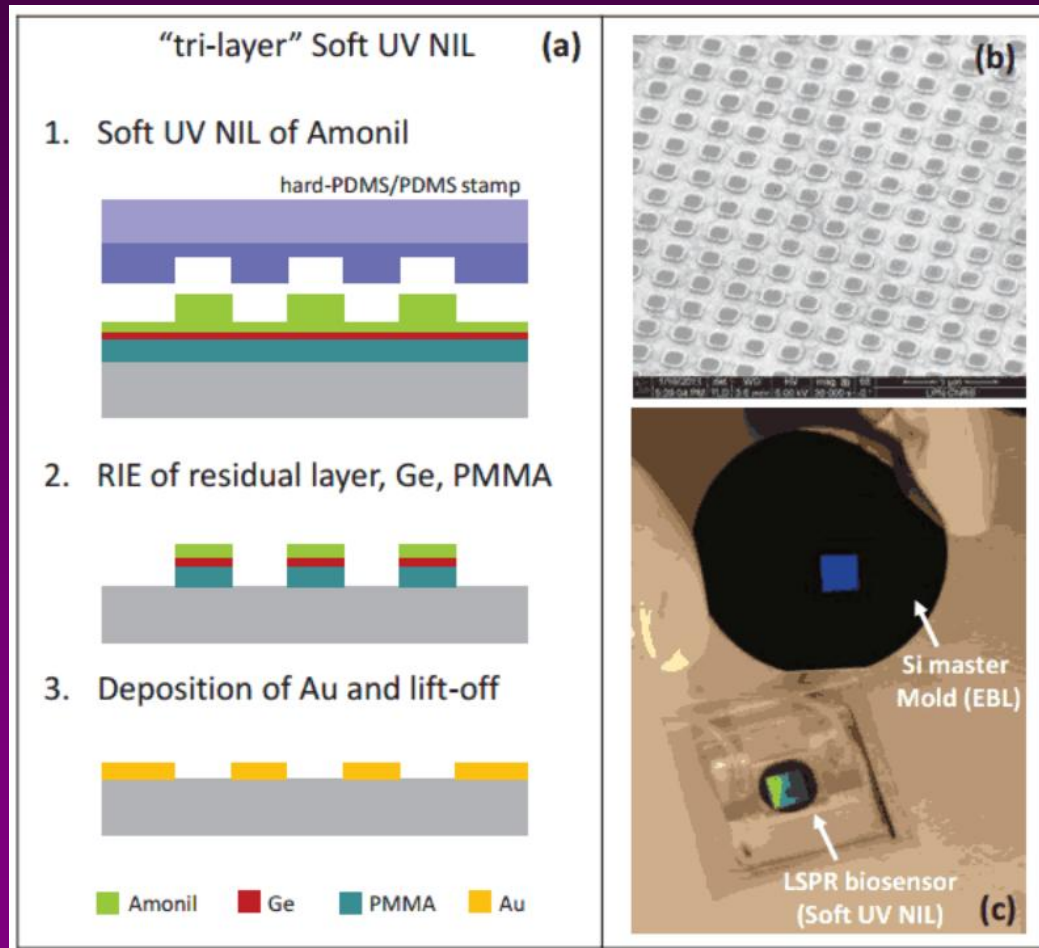 “tri-layer” Soft UV NIL
(a)
1. Soft UV NIL of Amonil
hard-PDMS/PDMS stamp
2. RIE of residual layer, Ge, PMMA
3. Deposition of Au and lift-off
Amonil
Ge
PMMA
Au
(b)
Si master
Mold (EBL)
LSPR biosensor
(Soft UV NIL)
(c)